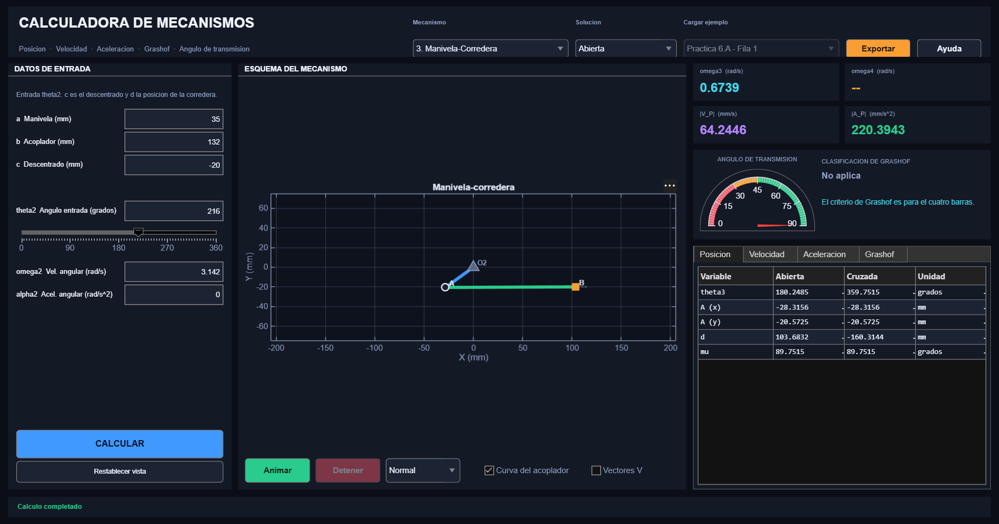 CALCULADORA DE MECANISMOS
Posicion · Velocidad · Aceleracion · Grashof · Angulo de transmision
Mecanismo
3. Manivela-Corredera
Solucion
Abierta
Cargar ejemplo
Practica 6.A - Fila 1
Exportar
Ayuda
DATOS DE ENTRADA
Entrada theta2. c es el descentrado y d la posicion de la corredera.
a Manivela (mm) 35
b Acoplador (mm) 132
c Descentrado (mm) -20
theta2 Angulo entrada (grados) 216
0 90 180 270 360
omega2 Vel. angular (rad/s) 3.142
alpha2 Acel. angular (rad/s^2) 0
CALCULAR
Restablecer vista
ESQUEMA DEL MECANISMO
Manivela-corredera
Y (mm)
60
40
20
0
-20
-40
-60
O2
A
B
-200 -150 -100 -50 0 50 100 150 200
X (mm)
Animar
Detener
Normal
Curva del acoplador
Vectores V
omega3 (rad/s)
0.6739
omega4 (rad/s)
--
|V_P| (mm/s)
64.2446
|A_P| (mm/s^2)
220.3943
ANGULO DE TRANSMISION
0 15 30 45 60 75 90
CLASIFICACION DE GRASHOF
No aplica
El criterio de Grashof es para el cuatro barras.
Posicion Velocidad Aceleracion Grashof
Variable Abierta Cruzada Unidad
theta3 180.2485 359.7515 grados
A (x) -28.3156 -28.3156 mm
A (y) -20.5725 -20.5725 mm
d 103.6832 -160.3144 mm
mu 89.7515 89.7515 grados
Calculo completado